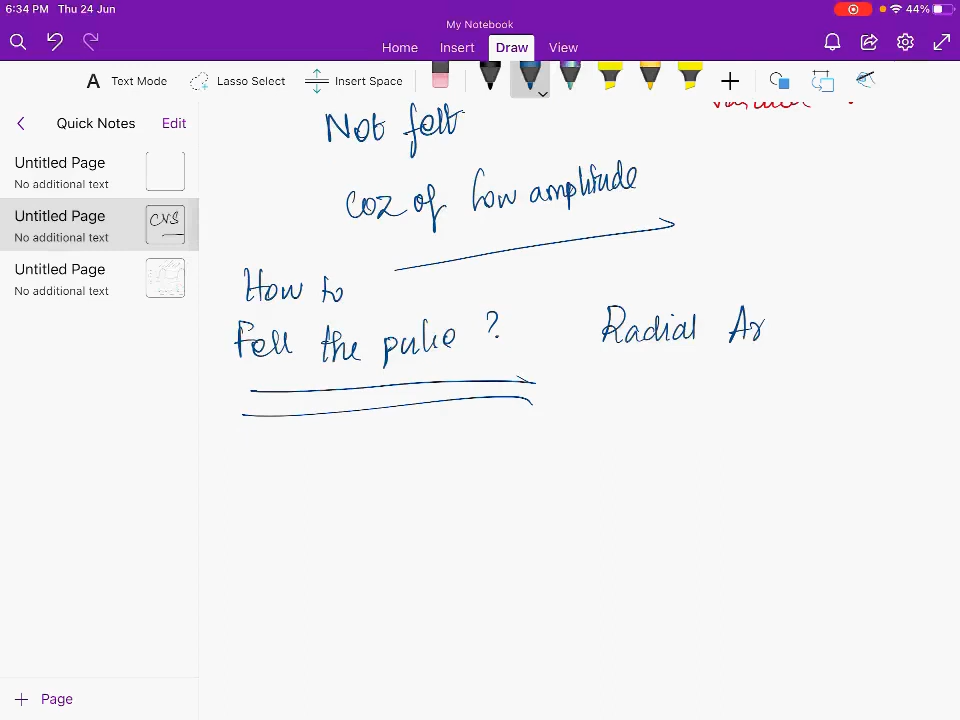 6:34 PM Thu 24 Jun
44%
My Notebook
Home Insert Draw View
Text Mode Lasso Select Insert Space
Quick Notes Edit
Untitled Page
No additional text
Untitled Page
No additional text
CNS
Untitled Page
No additional text
Page
Not felt
coz of low amplitude
How to
Fell the pulse ?
Radial Ar